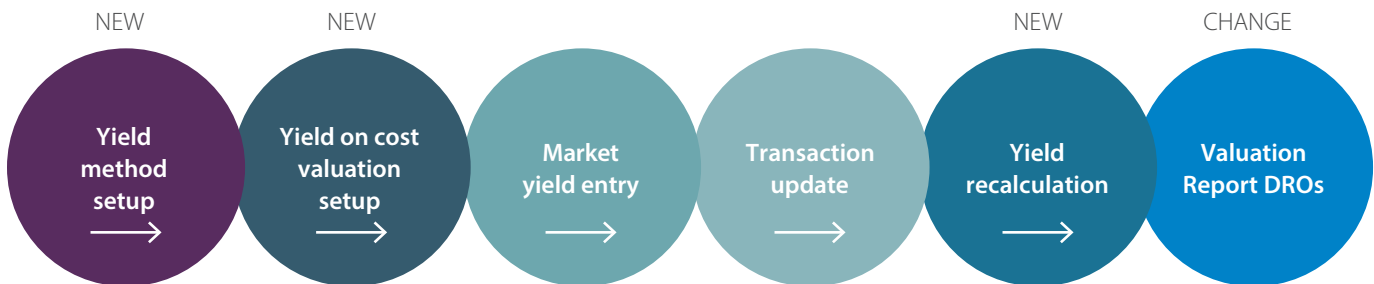 NEW
NEW
NEW
CHANGE
Yield
method
setup
Yield on cost
valuation
setup
Market
yield entry
Transaction
update
Yield
recalculation
Valuation
Report DROs